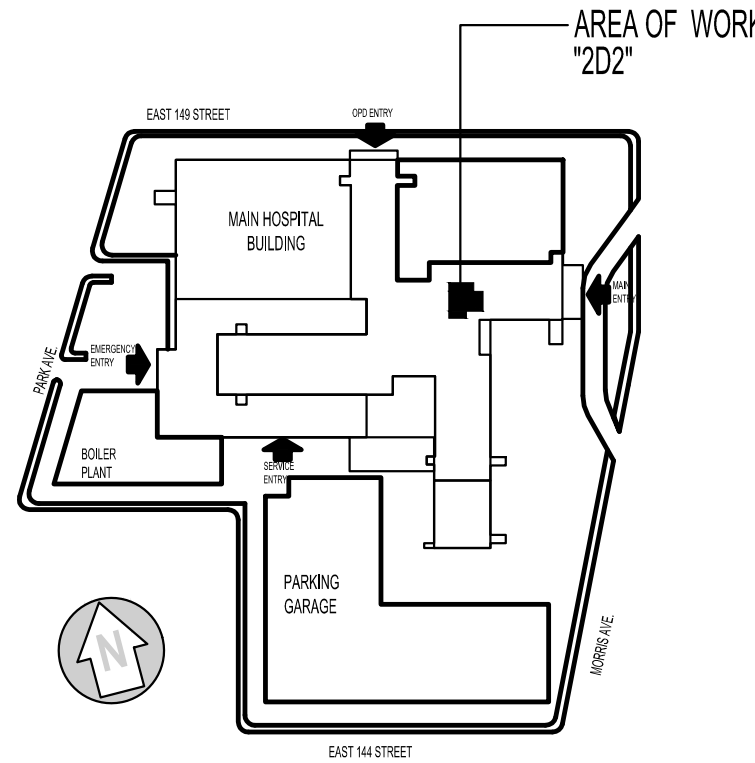 AREA OF WORK
"2D2"
EAST 149 STREET
OPD ENTRY
MAIN HOSPITAL
BUILDING
MAIN
ENTRY
EMERGENCY
ENTRY
PARK AVE.
BOILER
PLANT
SERVICE
ENTRY
PARKING
GARAGE
N
MORRIS AVE.
EAST 144 STREET